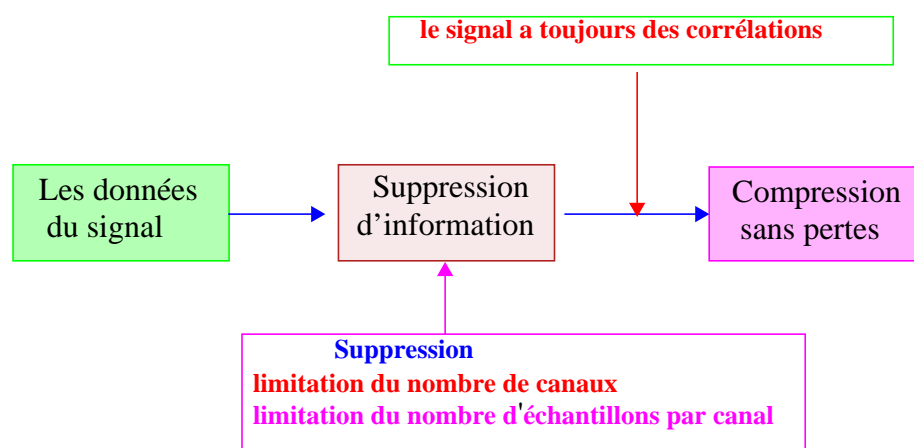 le signal a toujours des corrélations
Les données
du signal
Suppression
d’information
Compression
sans pertes
Suppression
limitation du nombre de canaux
limitation du nombre d'échantillons par canal